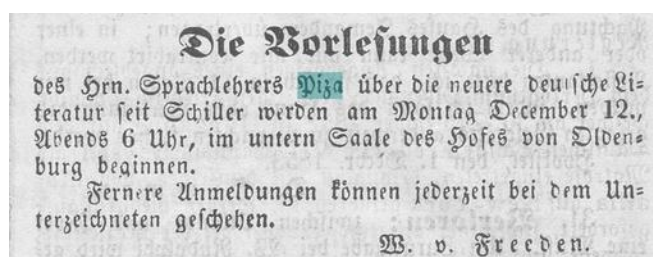 Die Vorleſungen
des Hrn. Sprachlehrers Piza über die neuere deutſche Li-
teratur ſeit Schiller werden am Montag December 12.,
Abends 6 Uhr, im untern Saale des Hofes von Olden-
burg beginnen.
Fernere Anmeldungen können jederzeit bei dem Un-
terzeichneten geſchehen.
W. v. Freeden.